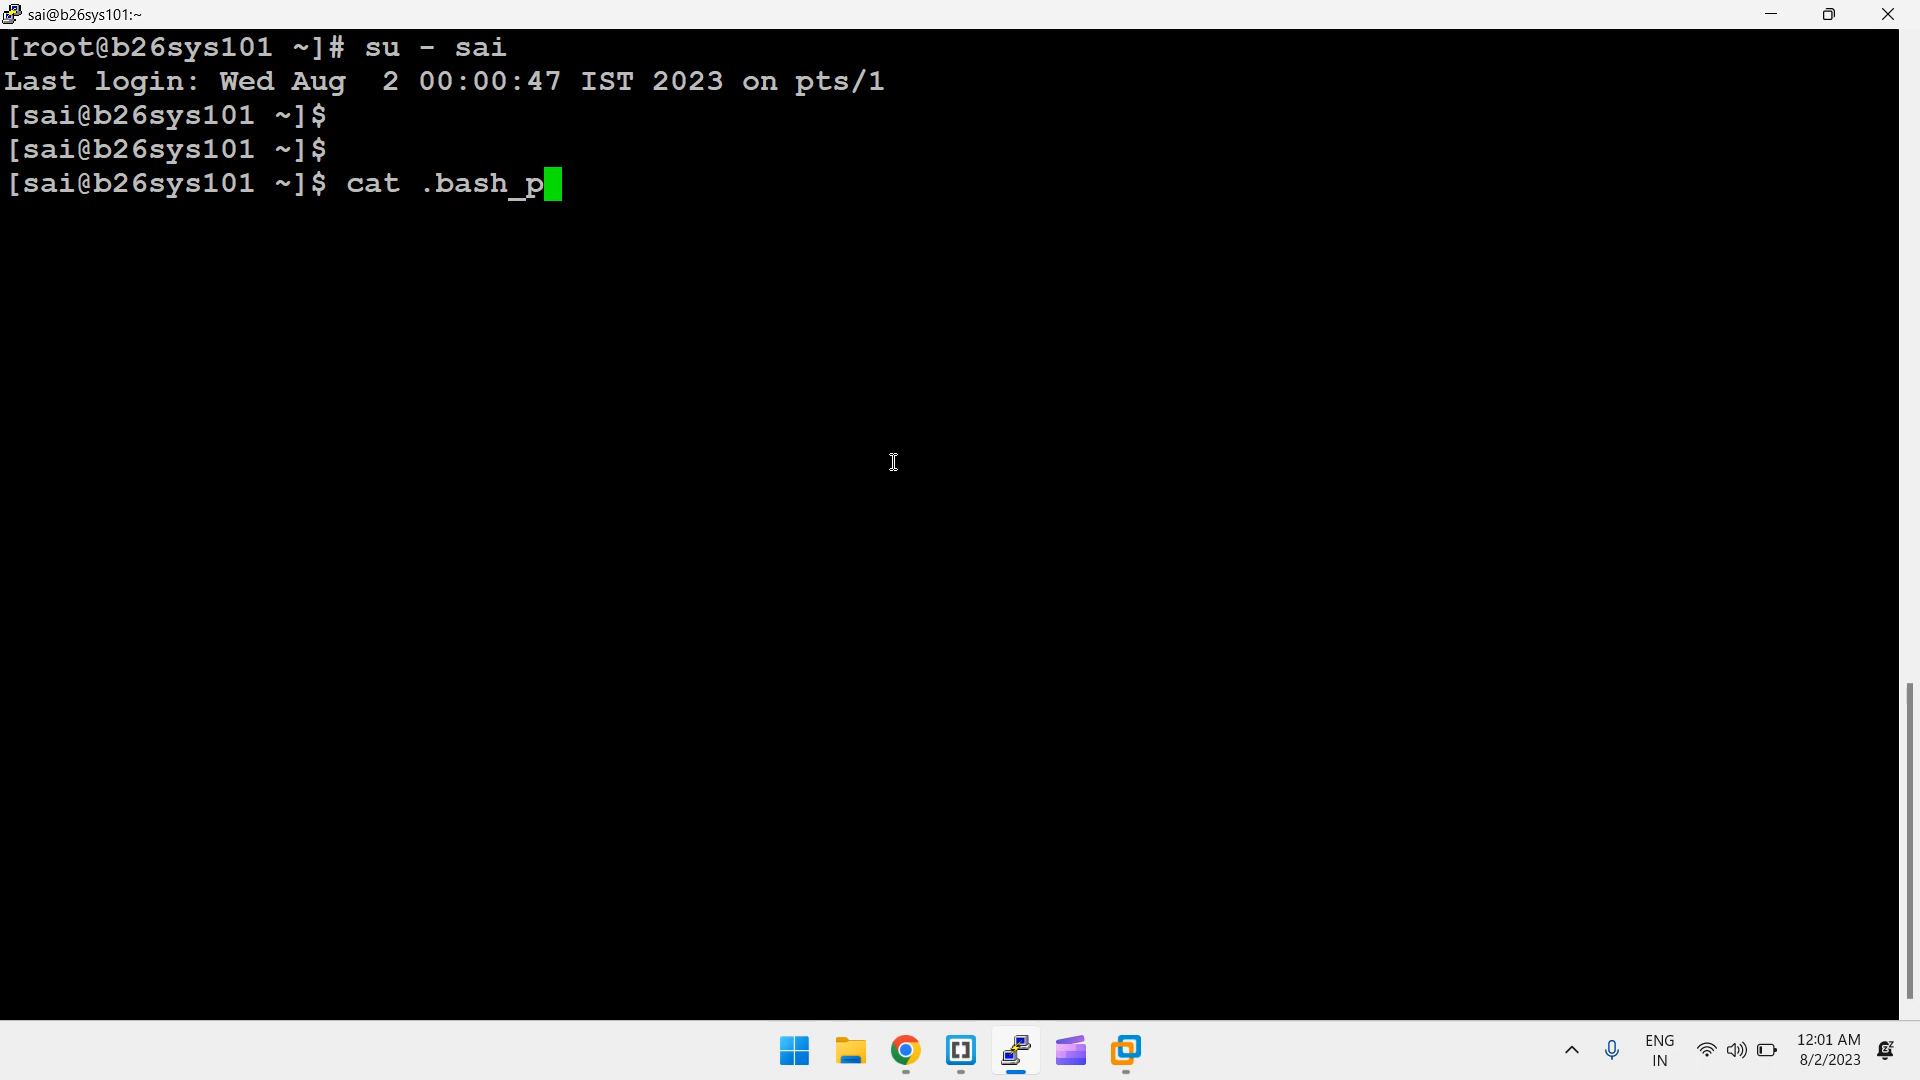 sai@b26sys101:~
[root@b26sys101 ~]# su - sai
Last login: Wed Aug  2 00:00:47 IST 2023 on pts/1
[sai@b26sys101 ~]$
[sai@b26sys101 ~]$
[sai@b26sys101 ~]$ cat .bash_p
ENG
IN
12:01 AM
8/2/2023